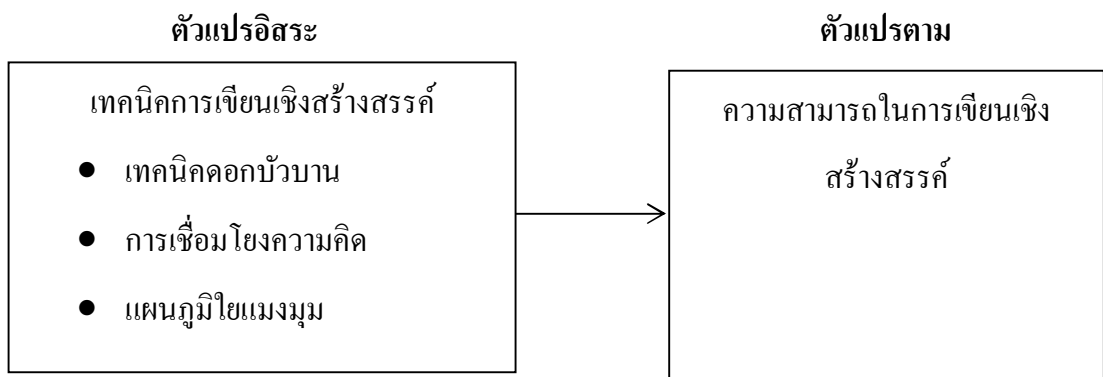 ตัวแปรอิสระ
เทคนิคการเขียนเชิงสร้างสรรค์
● เทคนิคดอกบัวบาน
● การเชื่อมโยงความคิด
● แผนภูมิใยแมงมุม
ตัวแปรตาม
ความสามารถในการเขียนเชิง
สร้างสรรค์